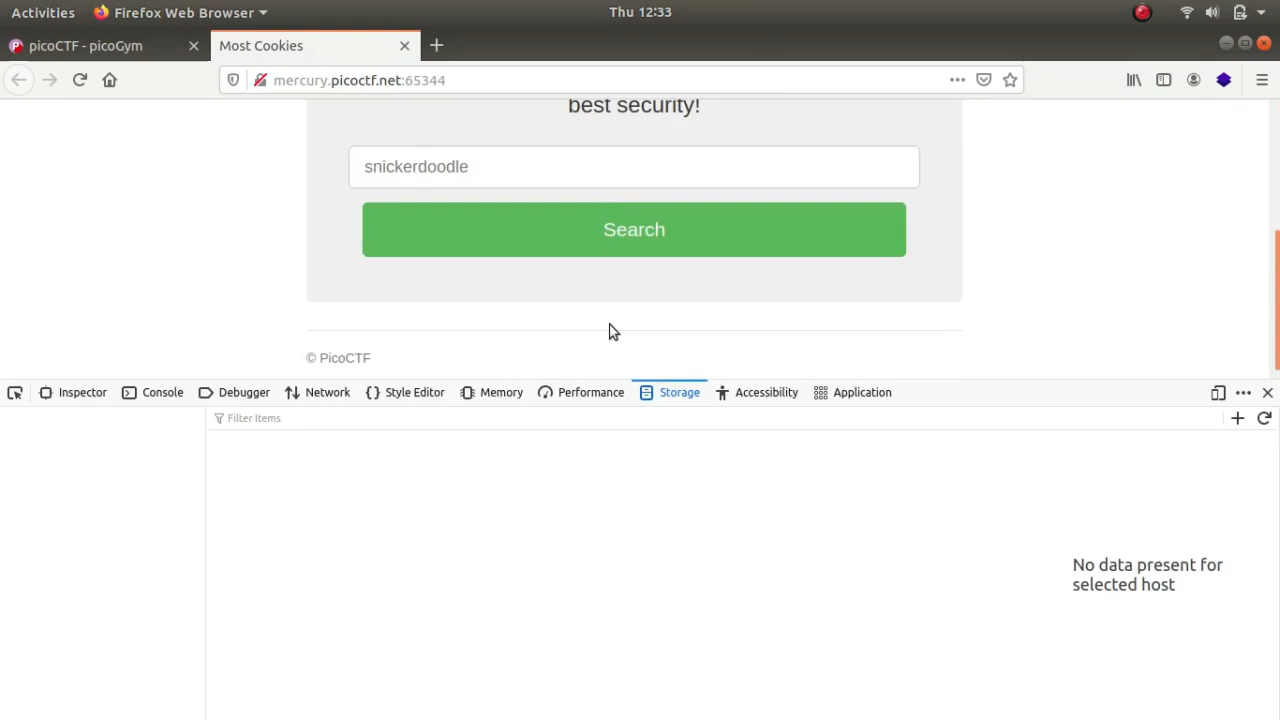 Activities Firefox Web Browser Thu 12:33
picoCTF - picoGym Most Cookies
mercury.picoctf.net:65344
best security!
snickerdoodle
Search
© PicoCTF
Inspector Console Debugger Network Style Editor Memory Performance Storage Accessibility Application
Filter Items
No data present for
selected host